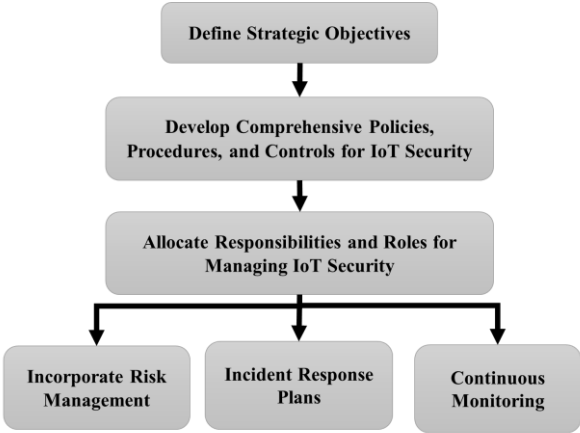 Define Strategic Objectives
Develop Comprehensive Policies,
Procedures, and Controls for IoT Security
Allocate Responsibilities and Roles for
Managing IoT Security
Incorporate Risk
Management
Incident Response
Plans
Continuous
Monitoring